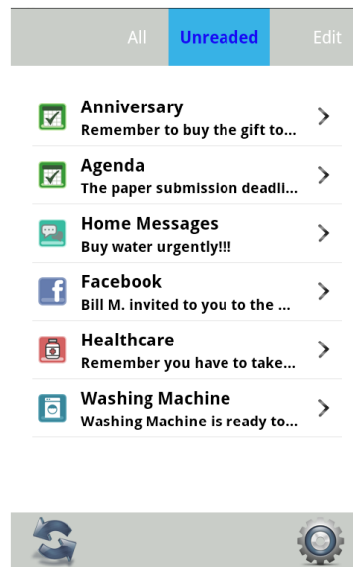 All Unreaded Edit
Anniversary
Remember to buy the gift to...
Agenda
The paper submission deadli...
Home Messages
Buy water urgently!!!
Facebook
Bill M. invited to you to the ...
Healthcare
Remember you have to take...
Washing Machine
Washing Machine is ready to...